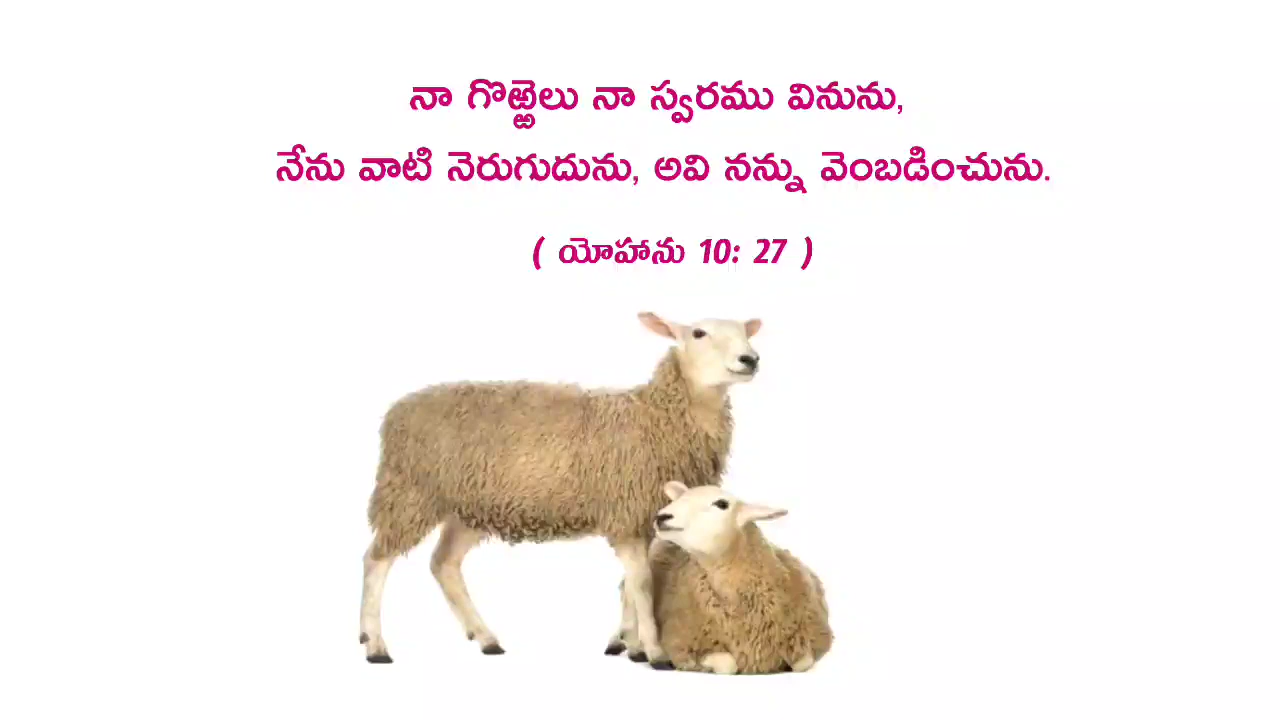 నా గొఱ్ఱెలు నా స్వరము వినును,
నేను వాటి నెరుగుదును, అవి నన్ను వెంబడించును.
( యోహాను 10: 27 )